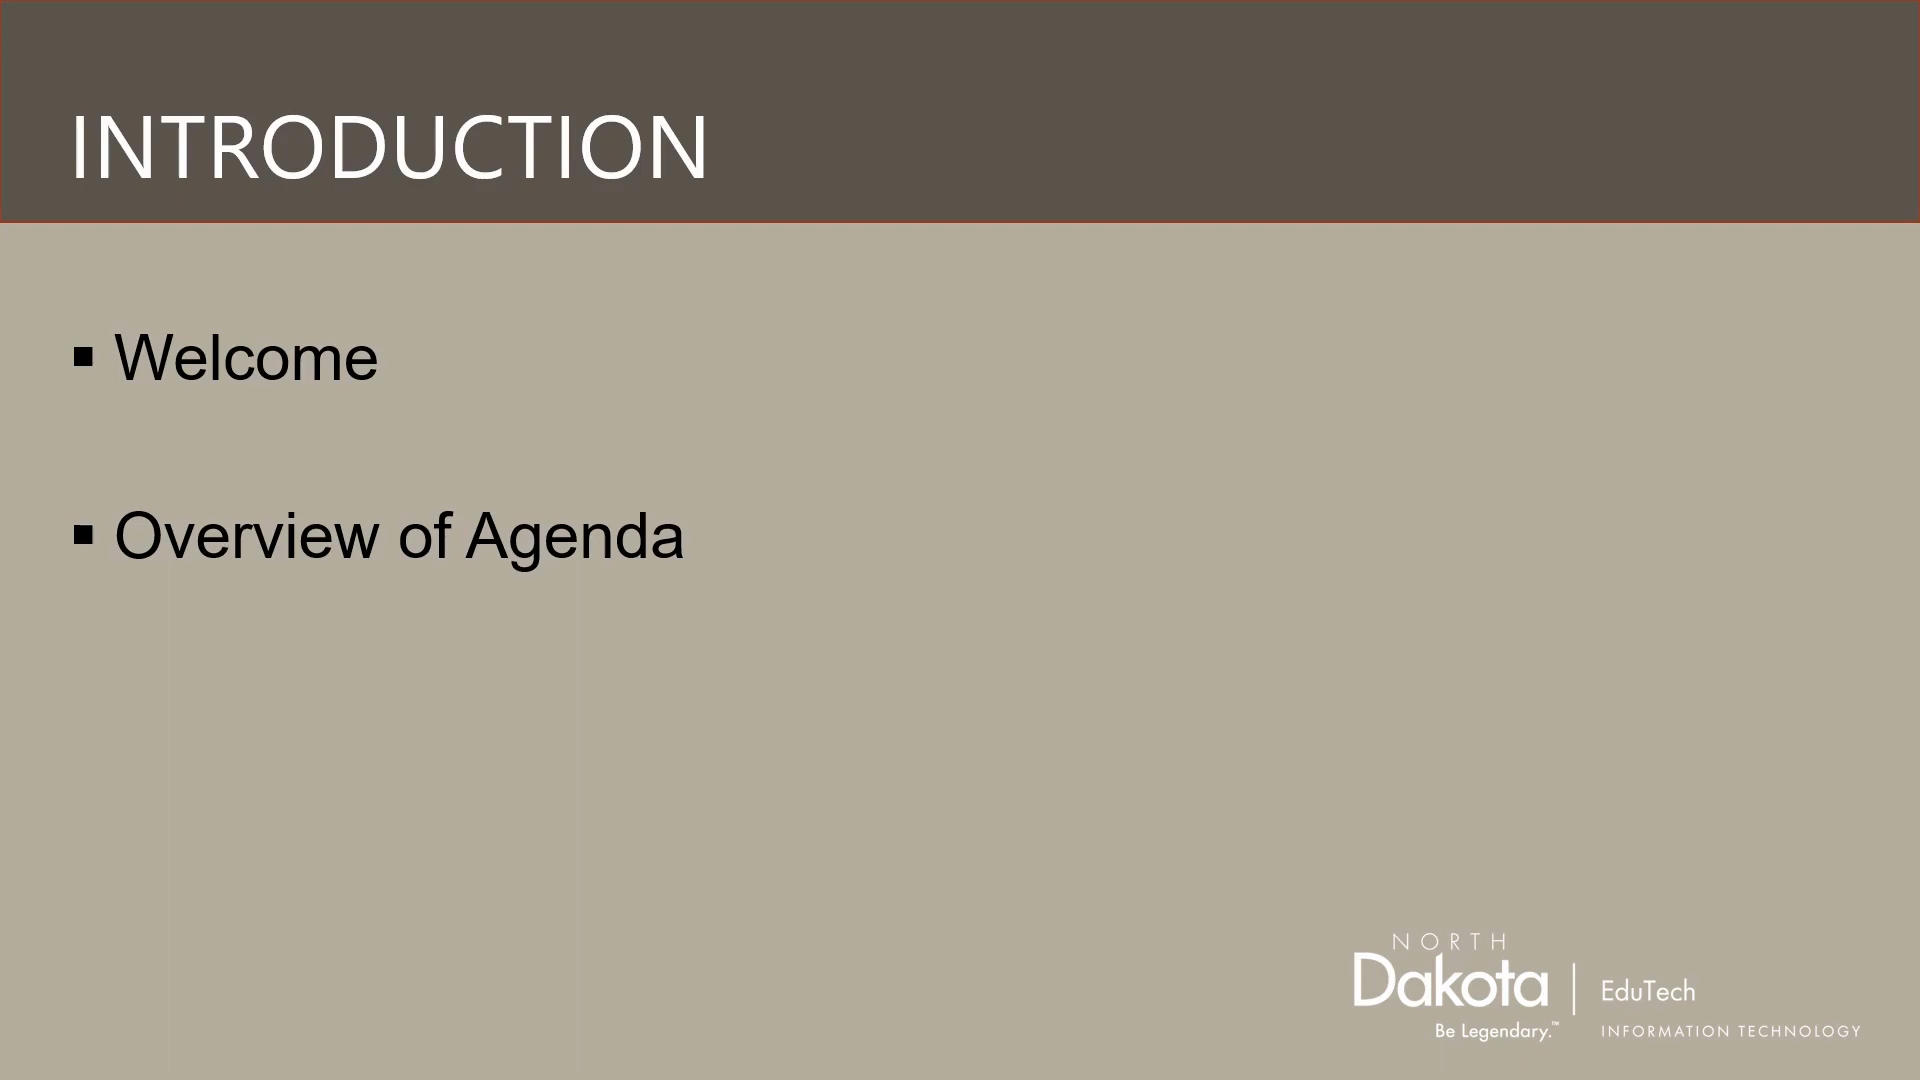 INTRODUCTION
▪ Welcome
▪ Overview of Agenda
NORTH
Dakota
Be Legendary.™
EduTech
INFORMATION TECHNOLOGY